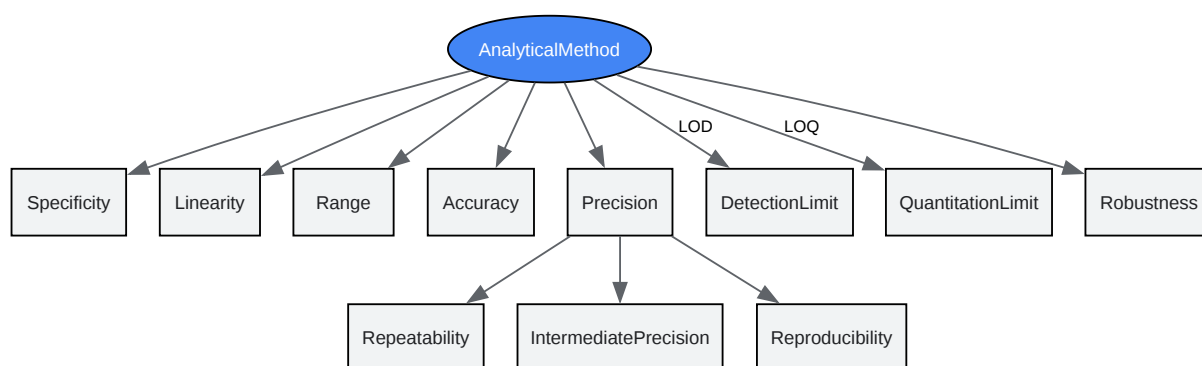 AnalyticalMethod
LOD
LOQ
Specificity
Linearity
Range
Accuracy
Precision
DetectionLimit
QuantitationLimit
Robustness
Repeatability
IntermediatePrecision
Reproducibility